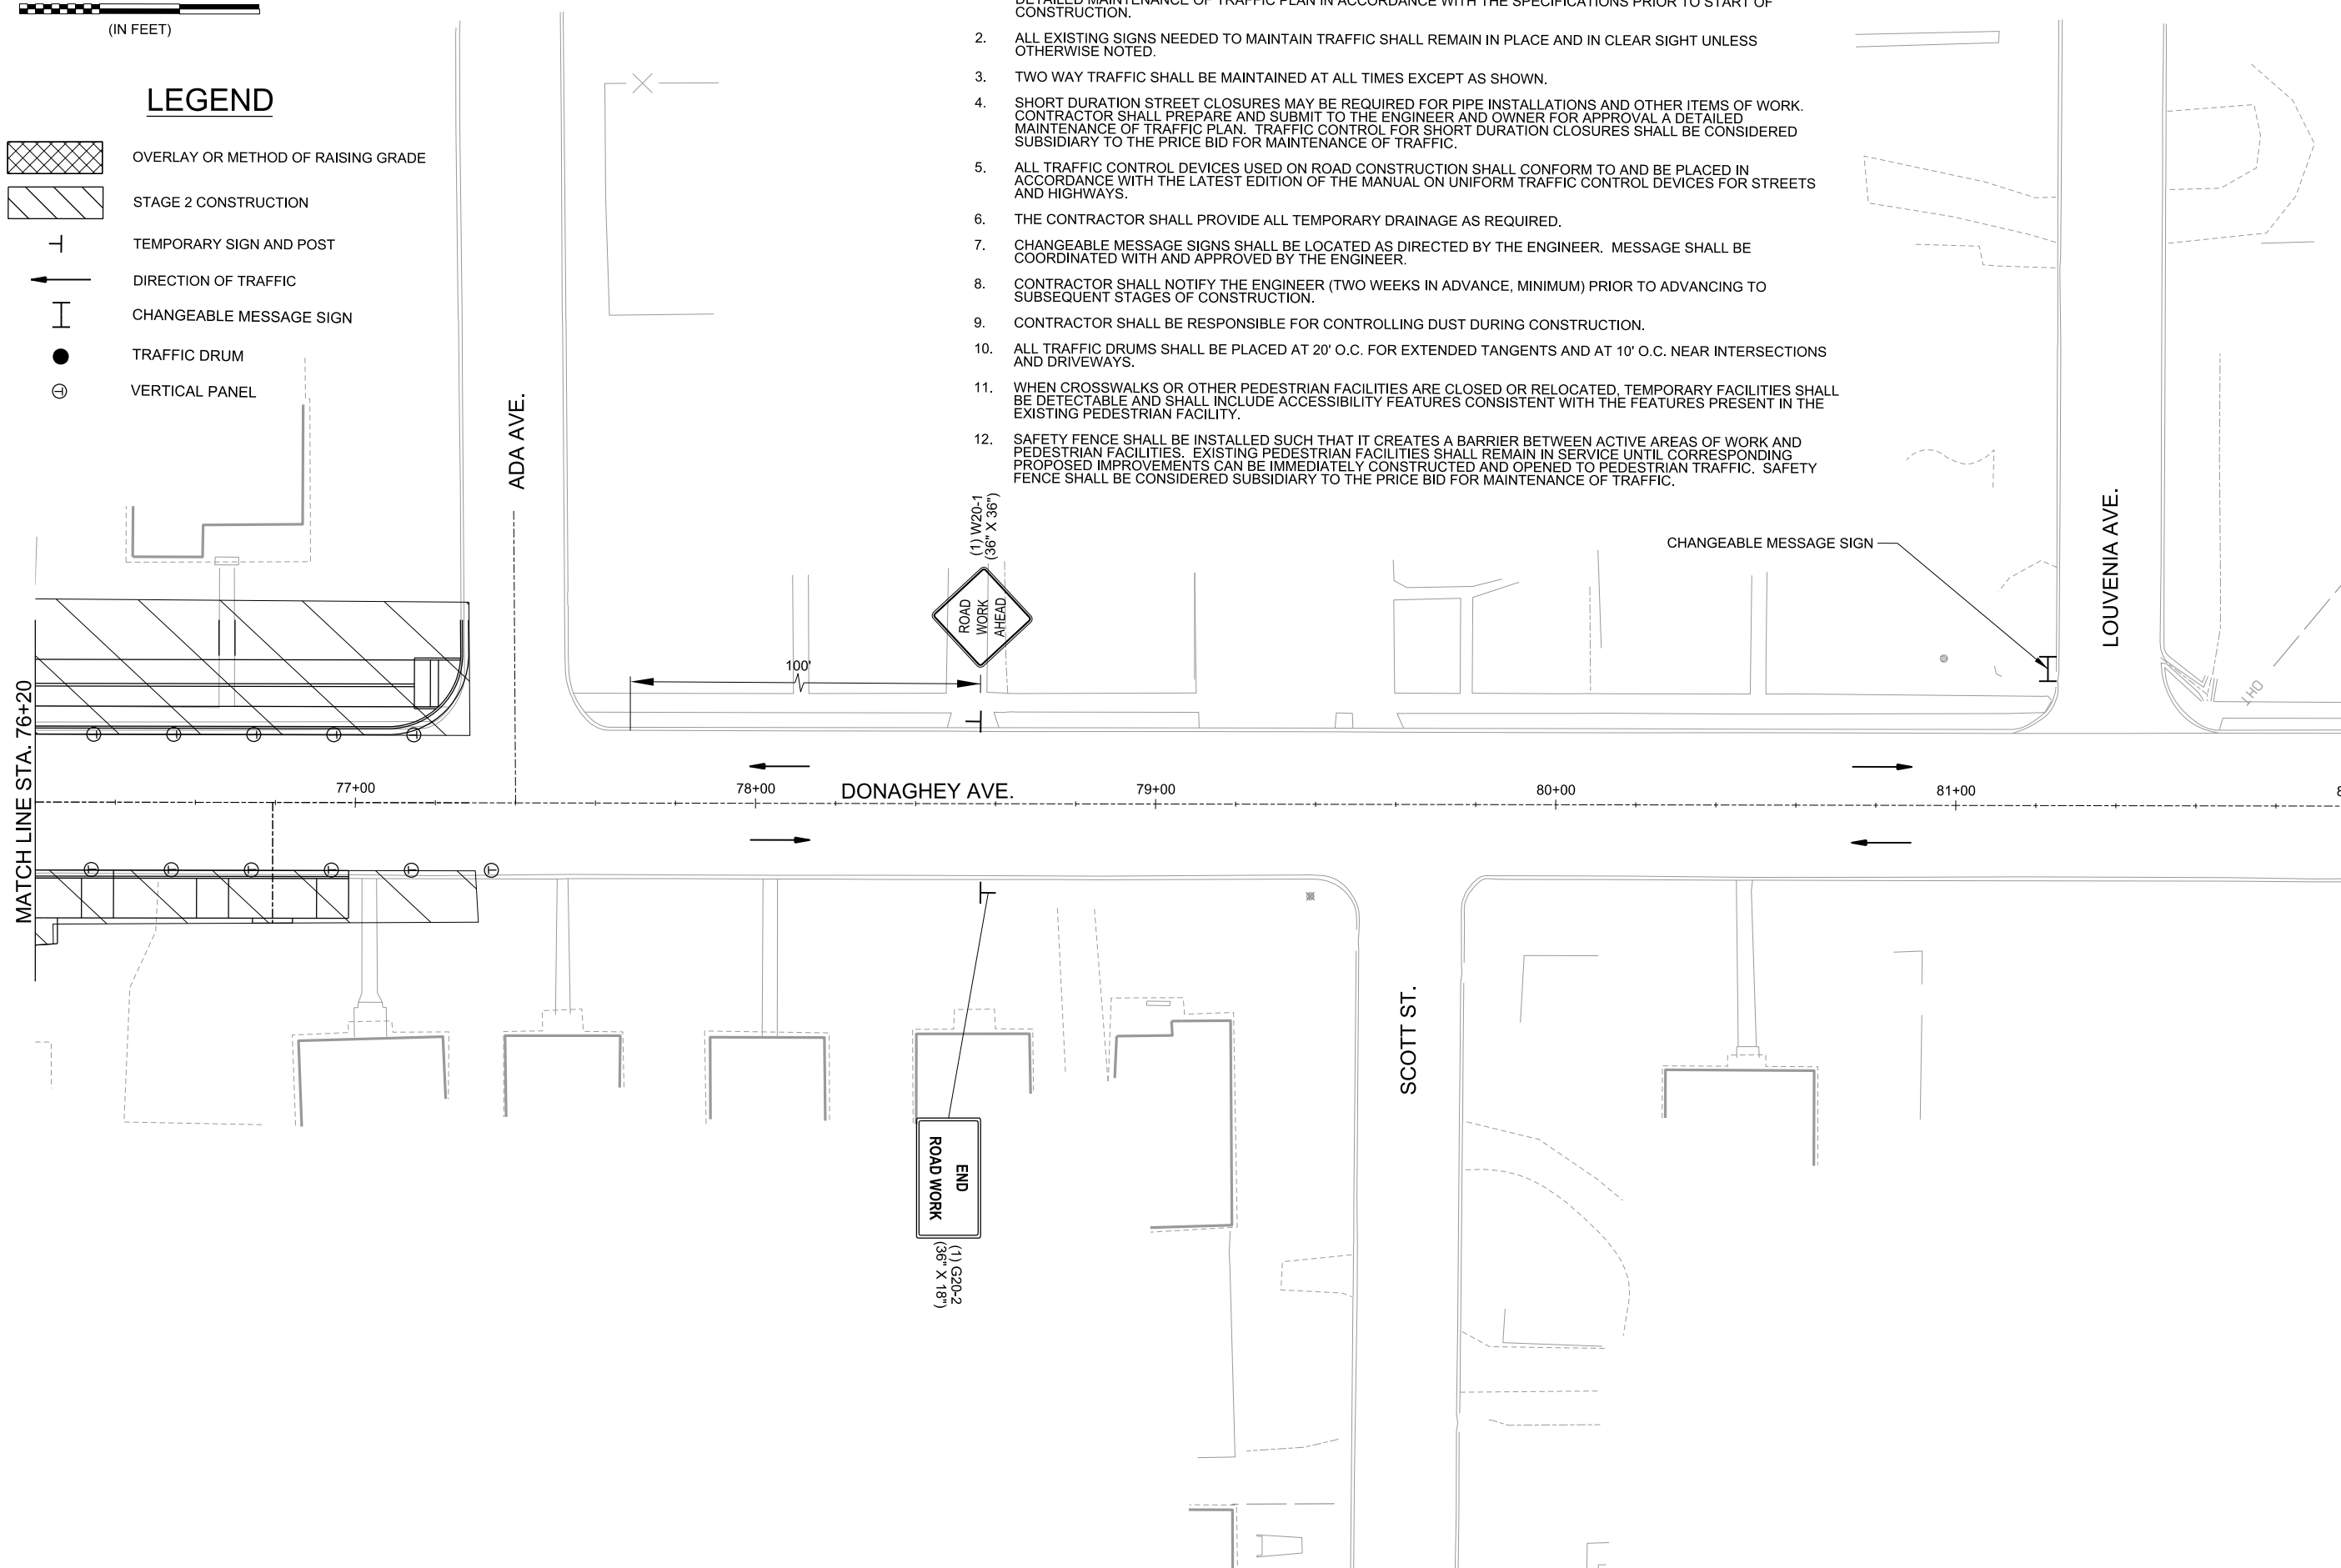 (IN FEET)
LEGEND
OVERLAY OR METHOD OF RAISING GRADE
STAGE 2 CONSTRUCTION
TEMPORARY SIGN AND POST
DIRECTION OF TRAFFIC
CHANGEABLE MESSAGE SIGN
TRAFFIC DRUM
VERTICAL PANEL
DETAILED MAINTENANCE OF TRAFFIC PLAN IN ACCORDANCE WITH THE SPECIFICATIONS PRIOR TO START OF
CONSTRUCTION.
2. ALL EXISTING SIGNS NEEDED TO MAINTAIN TRAFFIC SHALL REMAIN IN PLACE AND IN CLEAR SIGHT UNLESS
OTHERWISE NOTED.
3. TWO WAY TRAFFIC SHALL BE MAINTAINED AT ALL TIMES EXCEPT AS SHOWN.
4. SHORT DURATION STREET CLOSURES MAY BE REQUIRED FOR PIPE INSTALLATIONS AND OTHER ITEMS OF WORK.
CONTRACTOR SHALL PREPARE AND SUBMIT TO THE ENGINEER AND OWNER FOR APPROVAL A DETAILED
MAINTENANCE OF TRAFFIC PLAN. TRAFFIC CONTROL FOR SHORT DURATION CLOSURES SHALL BE CONSIDERED
SUBSIDIARY TO THE PRICE BID FOR MAINTENANCE OF TRAFFIC.
5. ALL TRAFFIC CONTROL DEVICES USED ON ROAD CONSTRUCTION SHALL CONFORM TO AND BE PLACED IN
ACCORDANCE WITH THE LATEST EDITION OF THE MANUAL ON UNIFORM TRAFFIC CONTROL DEVICES FOR STREETS
AND HIGHWAYS.
6. THE CONTRACTOR SHALL PROVIDE ALL TEMPORARY DRAINAGE AS REQUIRED.
7. CHANGEABLE MESSAGE SIGNS SHALL BE LOCATED AS DIRECTED BY THE ENGINEER. MESSAGE SHALL BE
COORDINATED WITH AND APPROVED BY THE ENGINEER.
8. CONTRACTOR SHALL NOTIFY THE ENGINEER (TWO WEEKS IN ADVANCE, MINIMUM) PRIOR TO ADVANCING TO
SUBSEQUENT STAGES OF CONSTRUCTION.
9. CONTRACTOR SHALL BE RESPONSIBLE FOR CONTROLLING DUST DURING CONSTRUCTION.
10. ALL TRAFFIC DRUMS SHALL BE PLACED AT 20' O.C. FOR EXTENDED TANGENTS AND AT 10' O.C. NEAR INTERSECTIONS
AND DRIVEWAYS.
11. WHEN CROSSWALKS OR OTHER PEDESTRIAN FACILITIES ARE CLOSED OR RELOCATED, TEMPORARY FACILITIES SHALL
BE DETECTABLE AND SHALL INCLUDE ACCESSIBILITY FEATURES CONSISTENT WITH THE FEATURES PRESENT IN THE
EXISTING PEDESTRIAN FACILITY.
12. SAFETY FENCE SHALL BE INSTALLED SUCH THAT IT CREATES A BARRIER BETWEEN ACTIVE AREAS OF WORK AND
PEDESTRIAN FACILITIES. EXISTING PEDESTRIAN FACILITIES SHALL REMAIN IN SERVICE UNTIL CORRESPONDING
PROPOSED IMPROVEMENTS CAN BE IMMEDIATELY CONSTRUCTED AND OPENED TO PEDESTRIAN TRAFFIC. SAFETY
FENCE SHALL BE CONSIDERED SUBSIDIARY TO THE PRICE BID FOR MAINTENANCE OF TRAFFIC.
ADA AVE.
(1) W20-1
(36" X 36")
ROAD
WORK
AHEAD
100'
CHANGEABLE MESSAGE SIGN
LOUVENIA AVE.
OHT
MATCH LINE STA. 76+20
77+00
78+00
DONAGHEY AVE.
79+00
80+00
81+00
SCOTT ST.
END
ROAD WORK
(1) G20-2
(36" X 18")